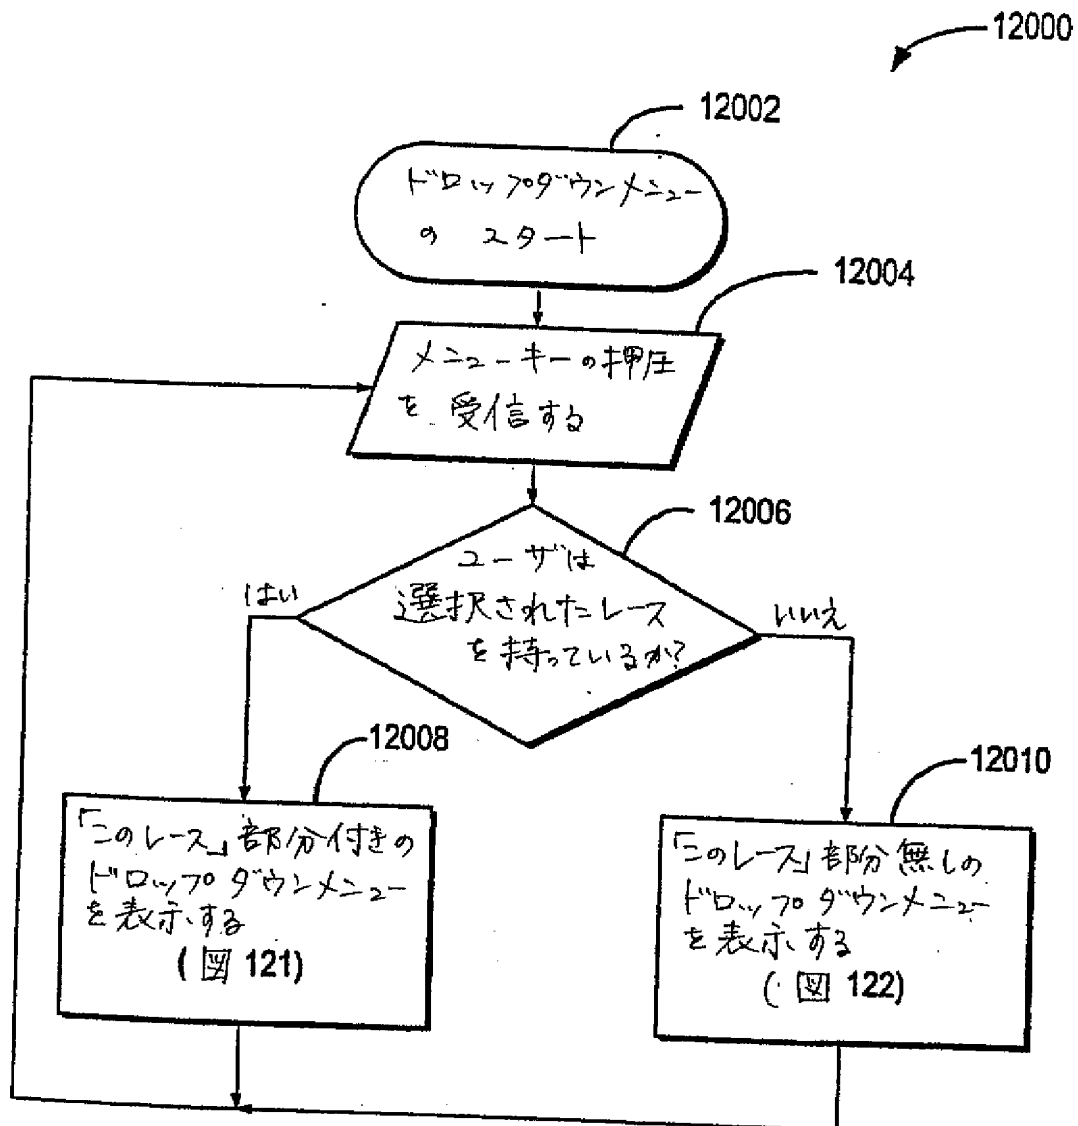 12000
12002
ドロップダウンメニュー
の スタート
12004
メニューキーの押圧
を 受信する
12006
ユーザは
選択されたレース
を持っているか?
はい
いいえ
12008
「このレース」部分付きの
ドロップダウンメニュー
を表示する
(図 121)
12010
「このレース」部分無しの
ドロップダウンメニュー
を表示する
(図 122)